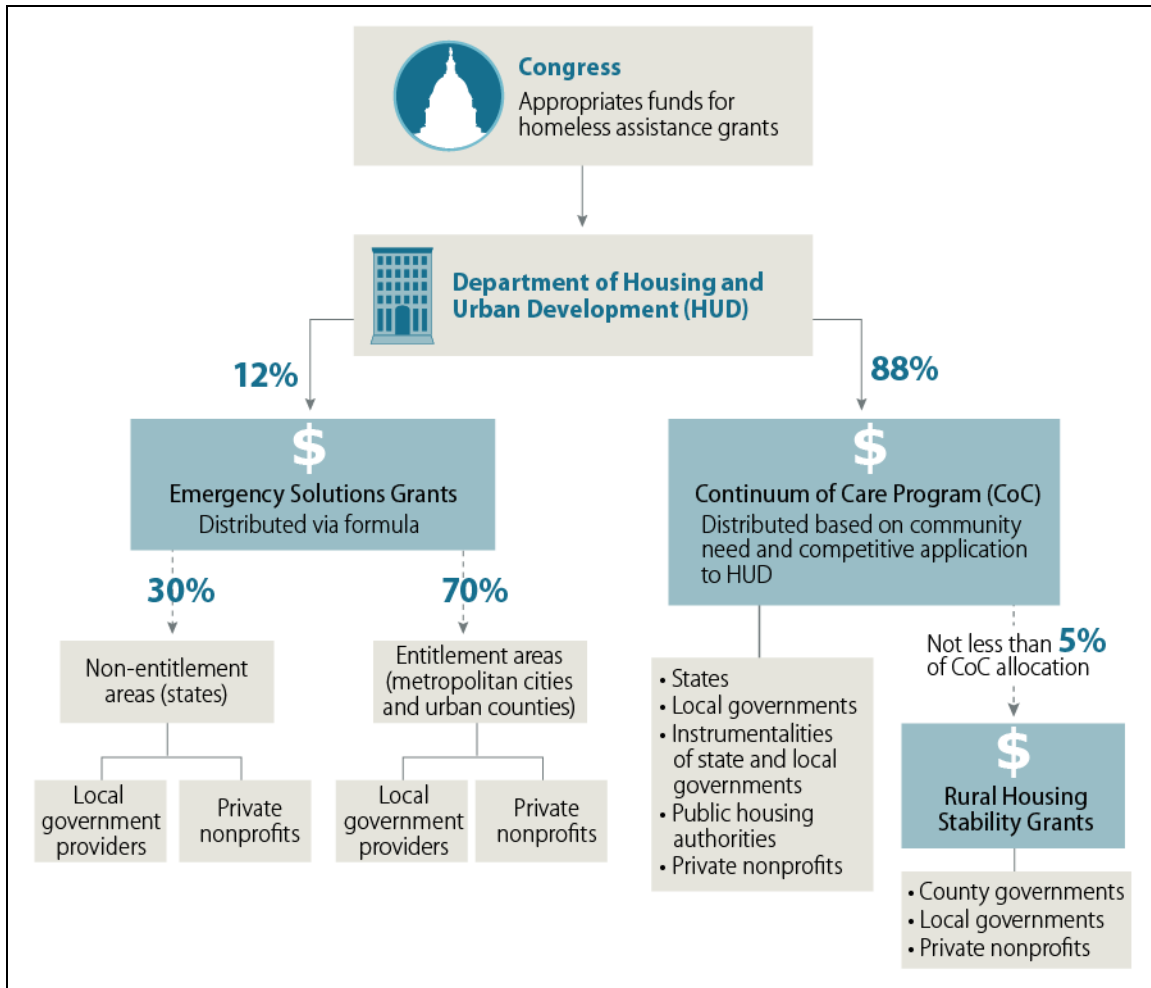 Congress
Appropriates funds for
homeless assistance grants
Department of Housing and
Urban Development (HUD)
12%
88%
$
Emergency Solutions Grants
Distributed via formula
$
Continuum of Care Program (CoC)
Distributed based on community
need and competitive application
to HUD
30%
70%
Non-entitlement
areas (states)
Entitlement areas
(metropolitan cities
and urban counties)
Local
government
providers
Private
nonprofits
Local
government
providers
Private
nonprofits
• States
• Local governments
• Instrumentalities
of state and local
governments
• Public housing
authorities
• Private nonprofits
Not less than 5%
of CoC allocation
$
Rural Housing
Stability Grants
• County governments
• Local governments
• Private nonprofits